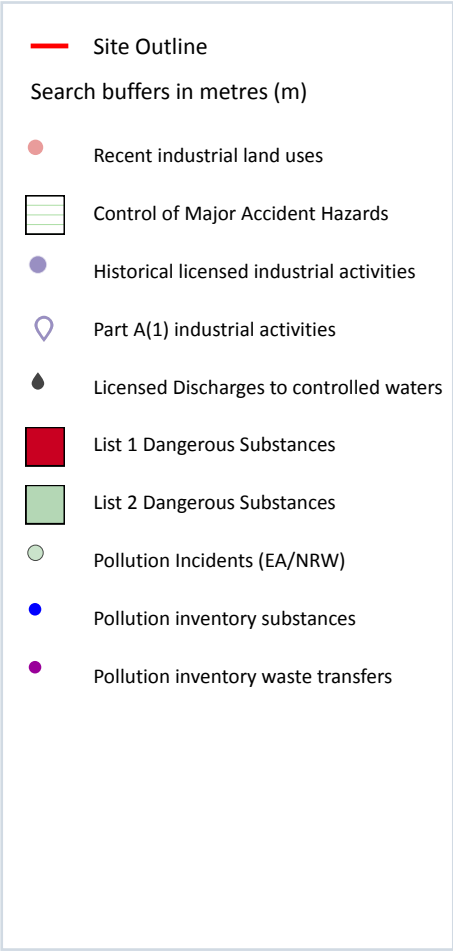 Site Outline
Search buffers in metres (m)
Recent industrial land uses
Control of Major Accident Hazards
Historical licensed industrial activities
Part A(1) industrial activities
Licensed Discharges to controlled waters
List 1 Dangerous Substances
List 2 Dangerous Substances
Pollution Incidents (EA/NRW)
Pollution inventory substances
Pollution inventory waste transfers